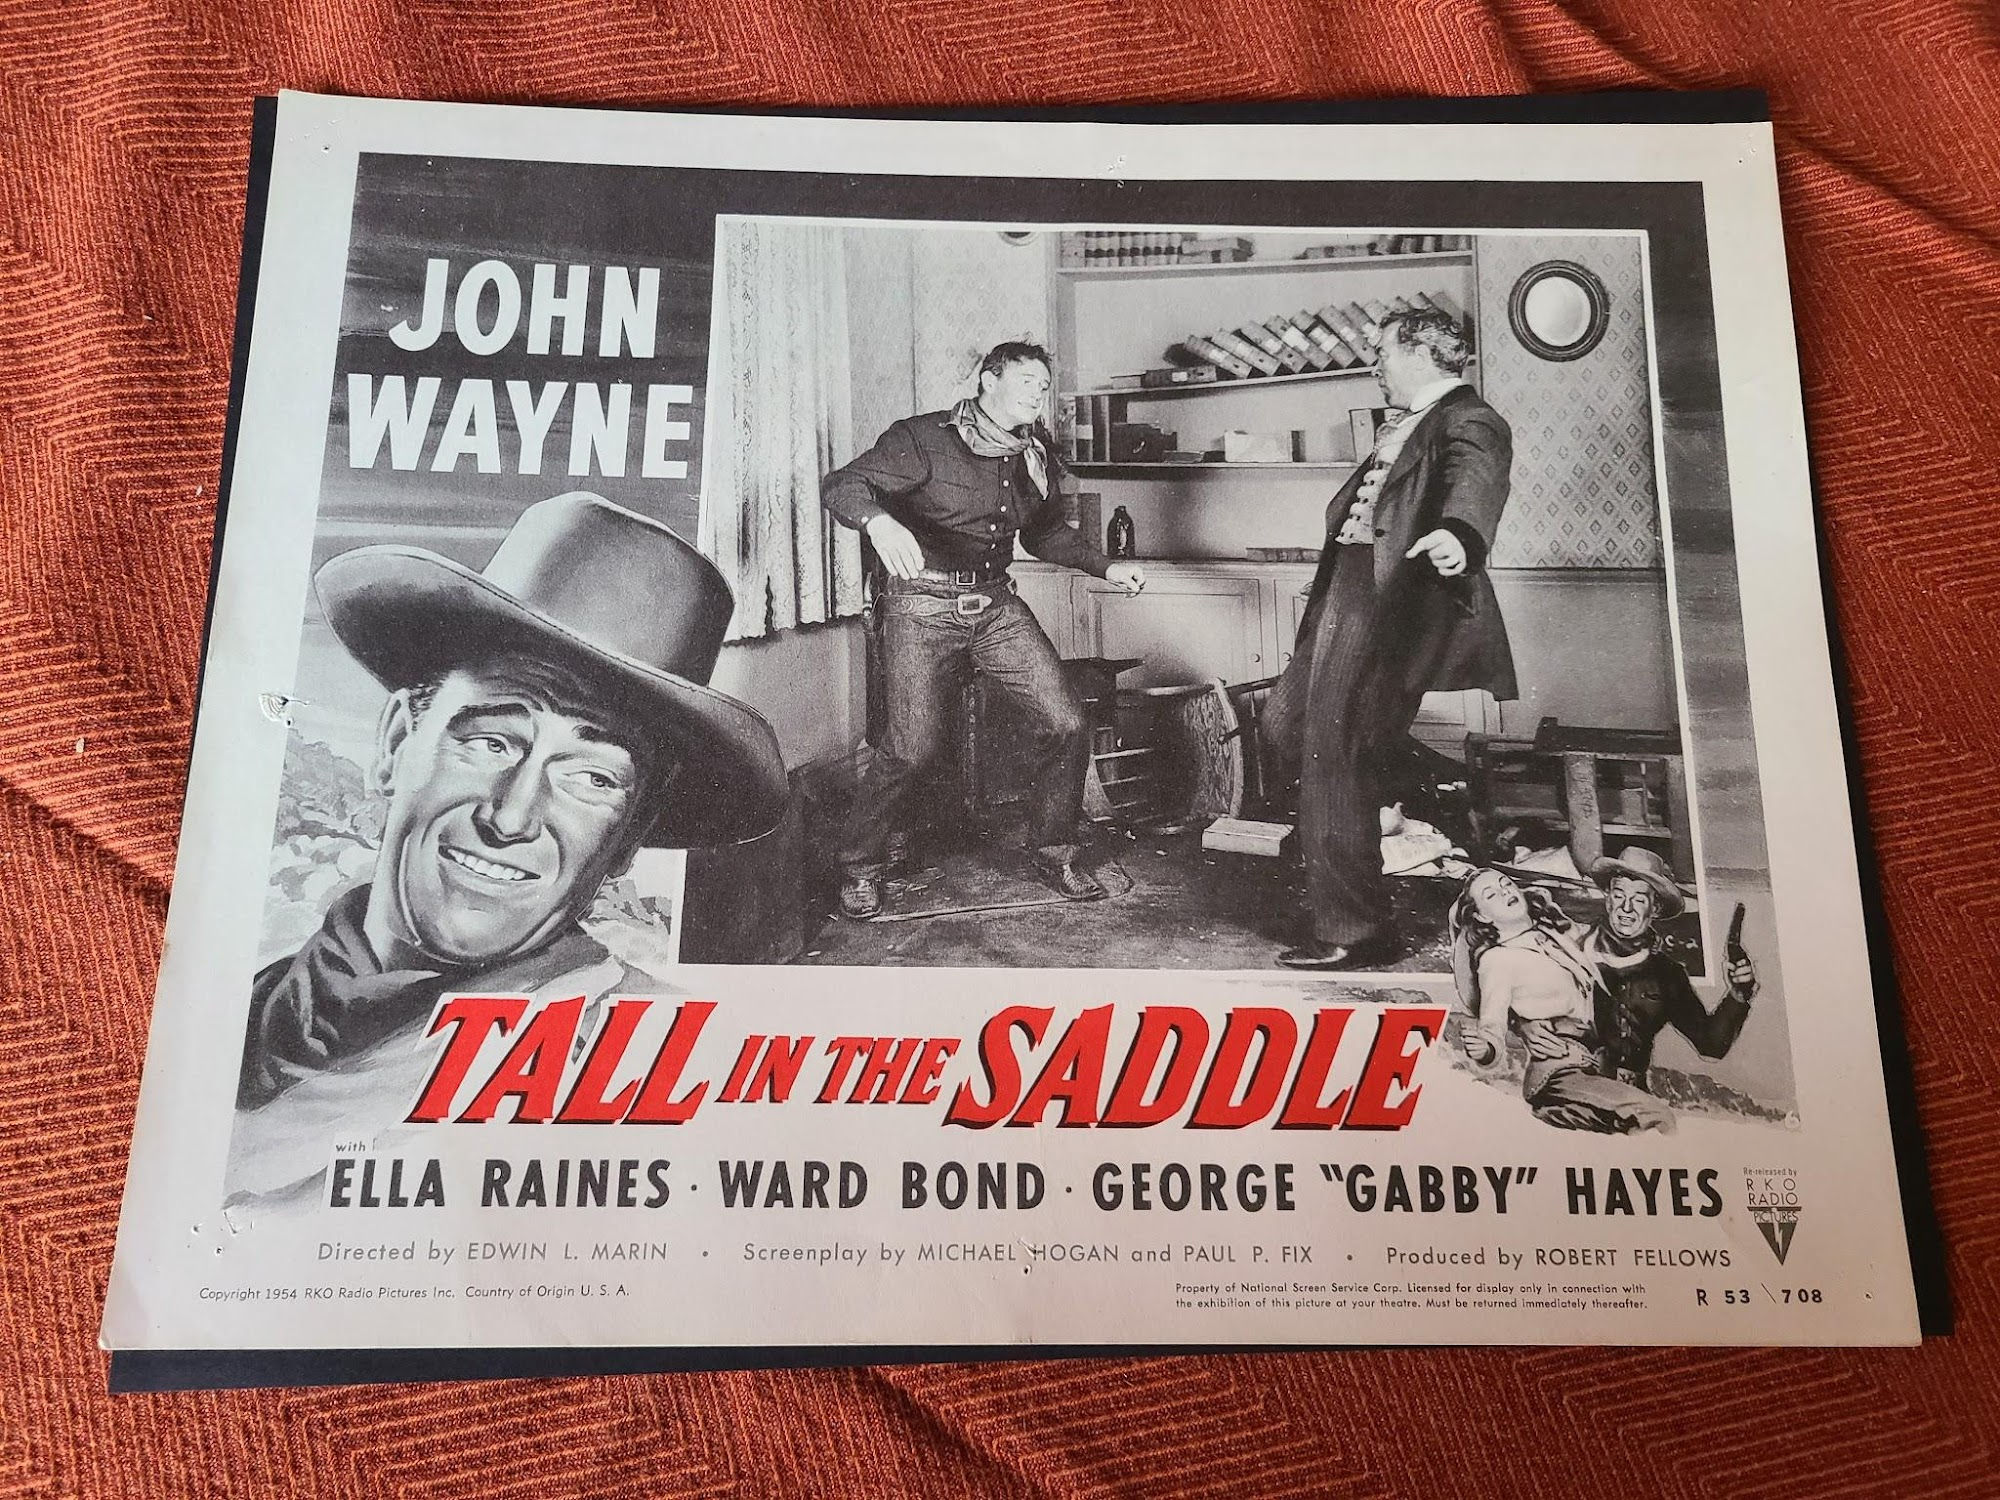 JOHN
WAYNE
C-2
TALL IN THE SADDLE
with
ELLA RAINES · WARD BOND · GEORGE "GABBY" HAYES
Re-released by
RKO
RADIO
PICTURES
Directed by EDWIN L. MARIN • Screenplay by MICHAEL HOGAN and PAUL P. FIX • Produced by ROBERT FELLOWS
Copyright 1954 RKO Radio Pictures Inc. Country of Origin U. S. A.
Property of National Screen Service Corp. Licensed for display only in connection with
the exhibition of this picture at your theatre. Must be returned immediately thereafter.
R 53 \ 708